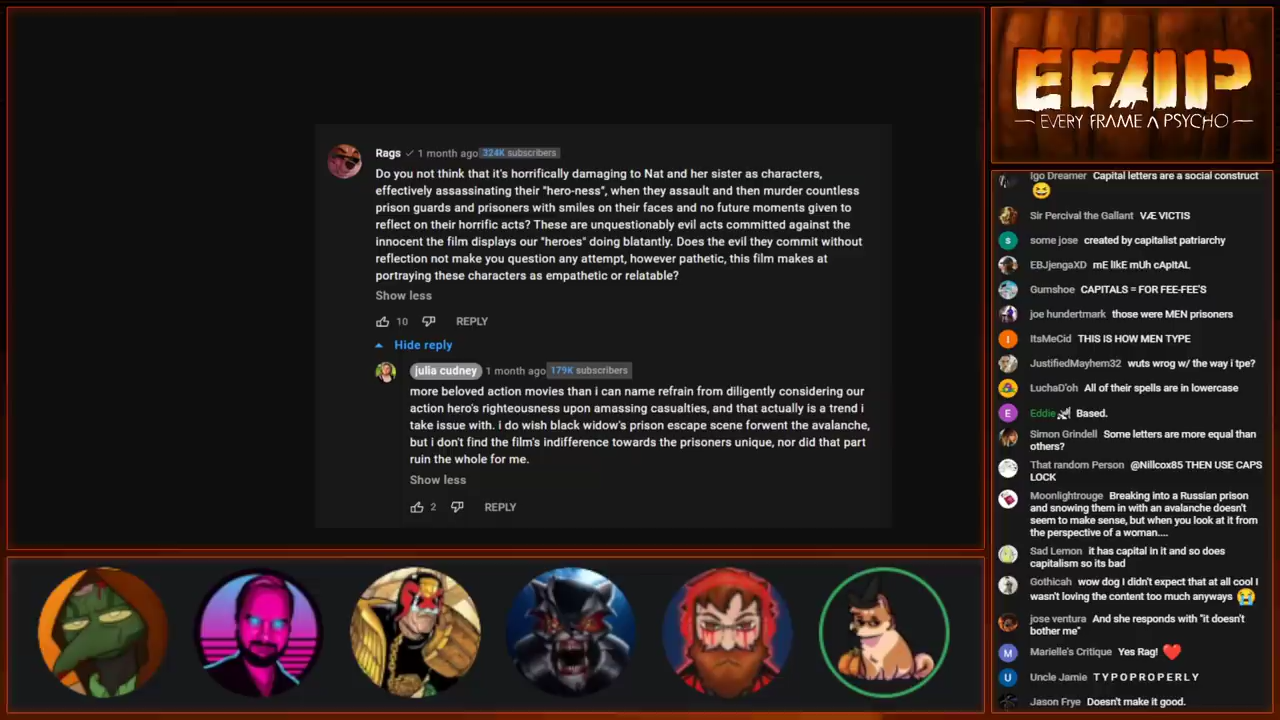 Rags ✓ 1 month ago 324K subscribers
Do you not think that it's horrifically damaging to Nat and her sister as characters,
effectively assassinating their "hero-ness", when they assault and then murder countless
prison guards and prisoners with smiles on their faces and no future moments given to
reflect on their horrific acts? These are unquestionably evil acts committed against the
innocent the film displays our "heroes" doing blatantly. Does the evil they commit without
reflection not make you question any attempt, however pathetic, this film makes at
portraying these characters as empathetic or relatable?
Show less
10 REPLY
Hide reply
julia cudney 1 month ago 179K subscribers
more beloved action movies than i can name refrain from diligently considering our
action hero's righteousness upon amassing casualties, and that actually is a trend i
take issue with. i do wish black widow's prison escape scene forwent the avalanche,
but i don't find the film's indifference towards the prisoners unique, nor did that part
ruin the whole for me.
Show less
2 REPLY
EFAP
EVERY FRAME A PSYCHO
Igo Dreamer Capital letters are a social construct
Sir Percival the Gallant VÆ VICTIS
S some jose created by capitalist patriarchy
EBJjengaXD mE lIkE mUh cApItAL
Gumshoe CAPITALS = FOR FEE-FEE'S
joe hundertmark those were MEN prisoners
I ItsMeCid THIS IS HOW MEN TYPE
JustifiedMayhem32 wuts wrog w/ the way i tpe?
LuchaD'oh All of their spells are in lowercase
E Eddie Based.
Simon Grindell Some letters are more equal than
others?
That random Person @Nillcox85 THEN USE CAPS
LOCK
Moonlightrouge Breaking into a Russian prison
and snowing them in with an avalanche doesn't
seem to make sense, but when you look at it from
the perspective of a woman....
Sad Lemon it has capital in it and so does
capitalism so its bad
Gothicah wow dog I didn't expect that at all cool I
wasn't loving the content too much anyways
jose ventura And she responds with "it doesn't
bother me"
M Marielle's Critique Yes Rag!
U Uncle Jamie T Y P O P R O P E R L Y
Jason Frye Doesn't make it good.